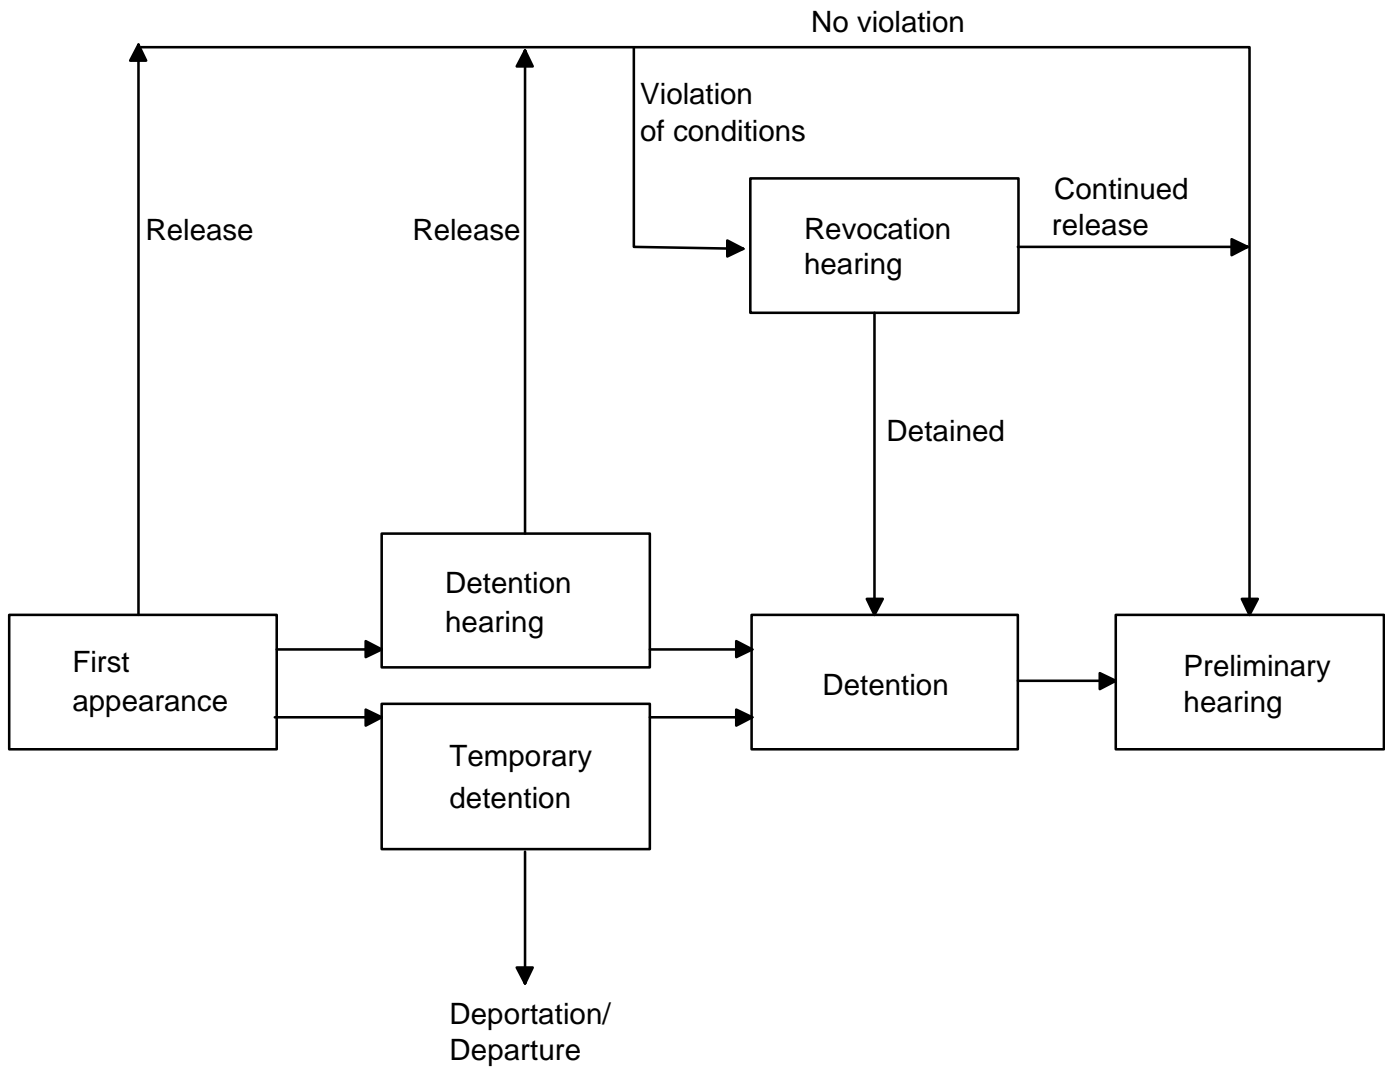 No violation
Violation
of conditions
Continued
release
Revocation
hearing
Release
Release
Detained
Detention
hearing
First
appearance
Detention
Preliminary
hearing
Temporary
detention
Deportation/
Departure